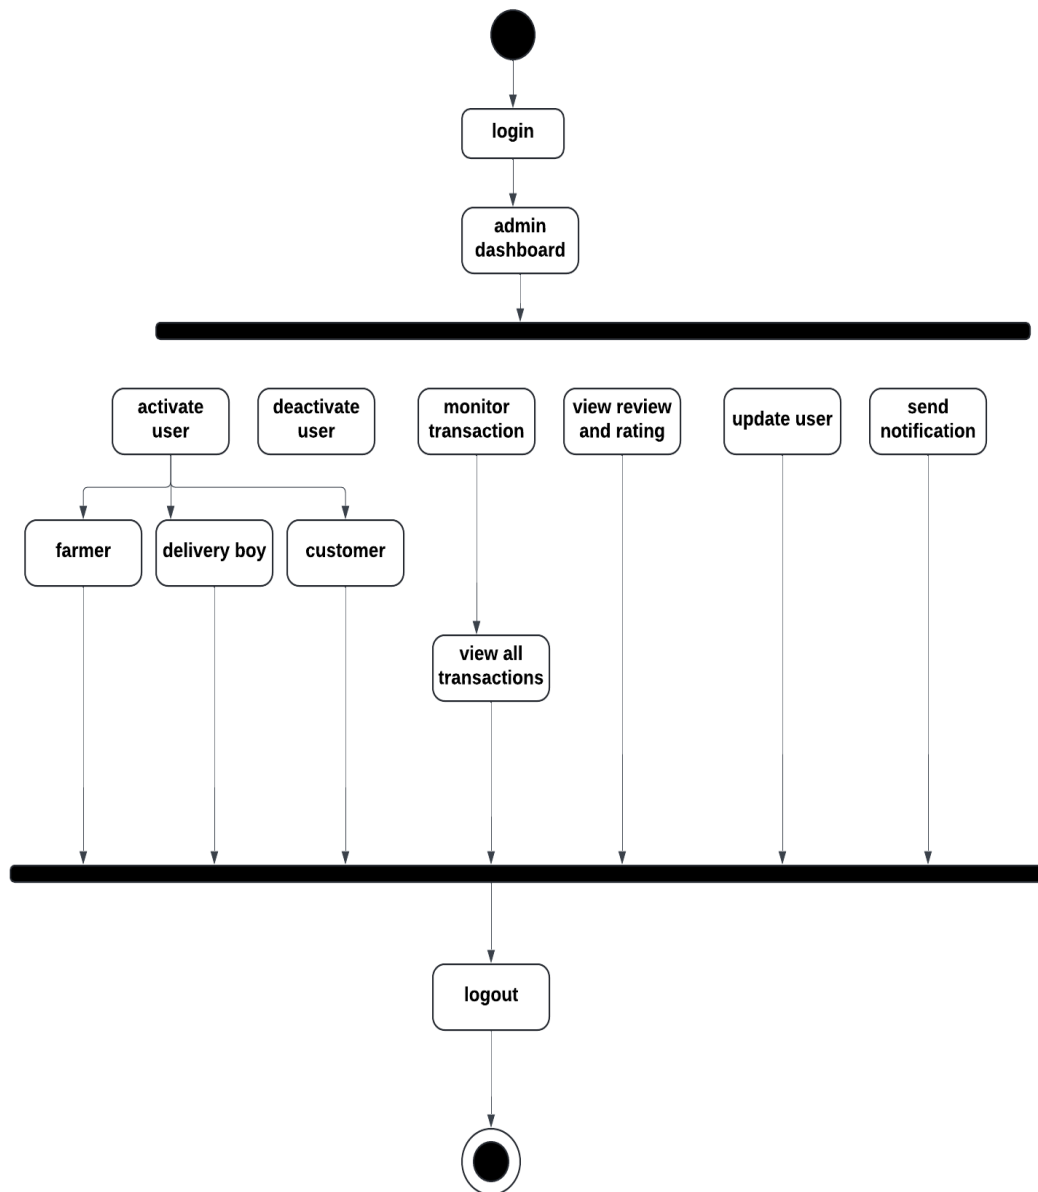 login
admin
dashboard
activate
user
deactivate
user
monitor
transaction
view review
and rating
update user
send
notification
farmer
delivery boy
customer
view all
transactions
logout